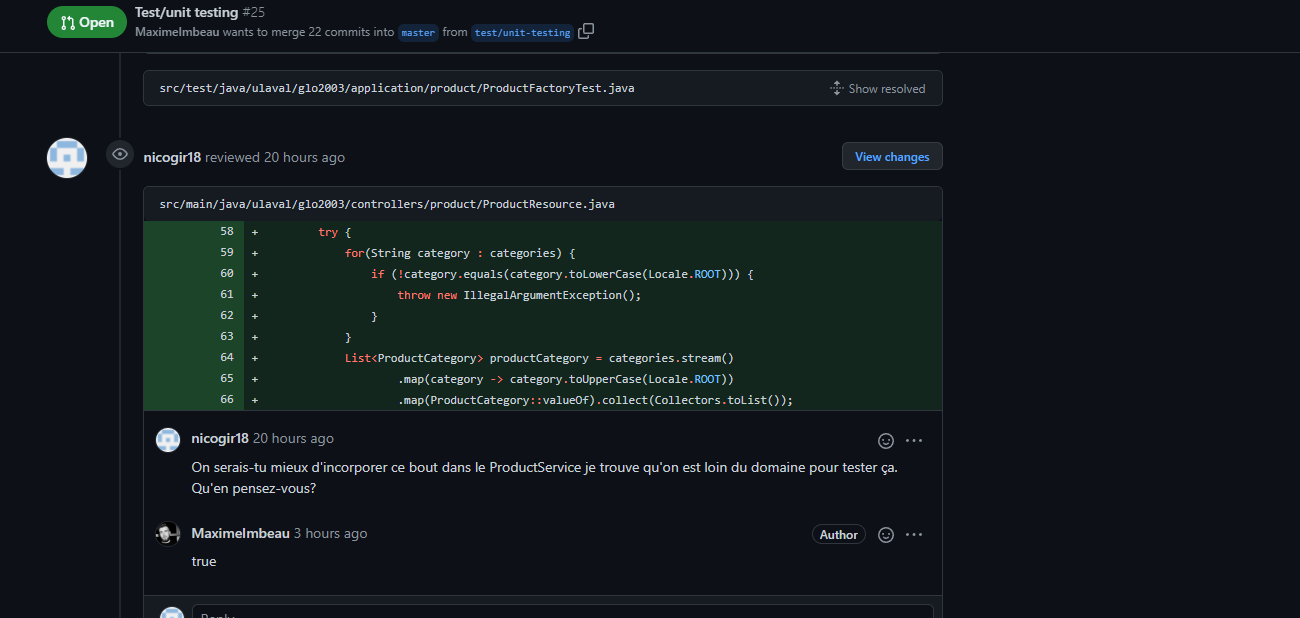 Open
Test/unit testing #25
MaximeImbeau wants to merge 22 commits into master from test/unit-testing
src/test/java/ulaval/glo2003/application/product/ProductFactoryTest.java
Show resolved
nicogir18 reviewed 20 hours ago
View changes
src/main/java/ulaval/glo2003/controllers/product/ProductResource.java
58 + try {
59 + for(String category : categories) {
60 + if (!category.equals(category.toLowerCase(Locale.ROOT))) {
61 + throw new IllegalArgumentException();
62 + }
63 + }
64 + List<ProductCategory> productCategory = categories.stream()
65 + .map(category -> category.toUpperCase(Locale.ROOT))
66 + .map(ProductCategory::valueOf).collect(Collectors.toList());
nicogir18 20 hours ago
On serais-tu mieux d'incorporer ce bout dans le ProductService je trouve qu'on est loin du domaine pour tester ça.
Qu'en pensez-vous?
MaximeImbeau 3 hours ago
Author
true
Reply